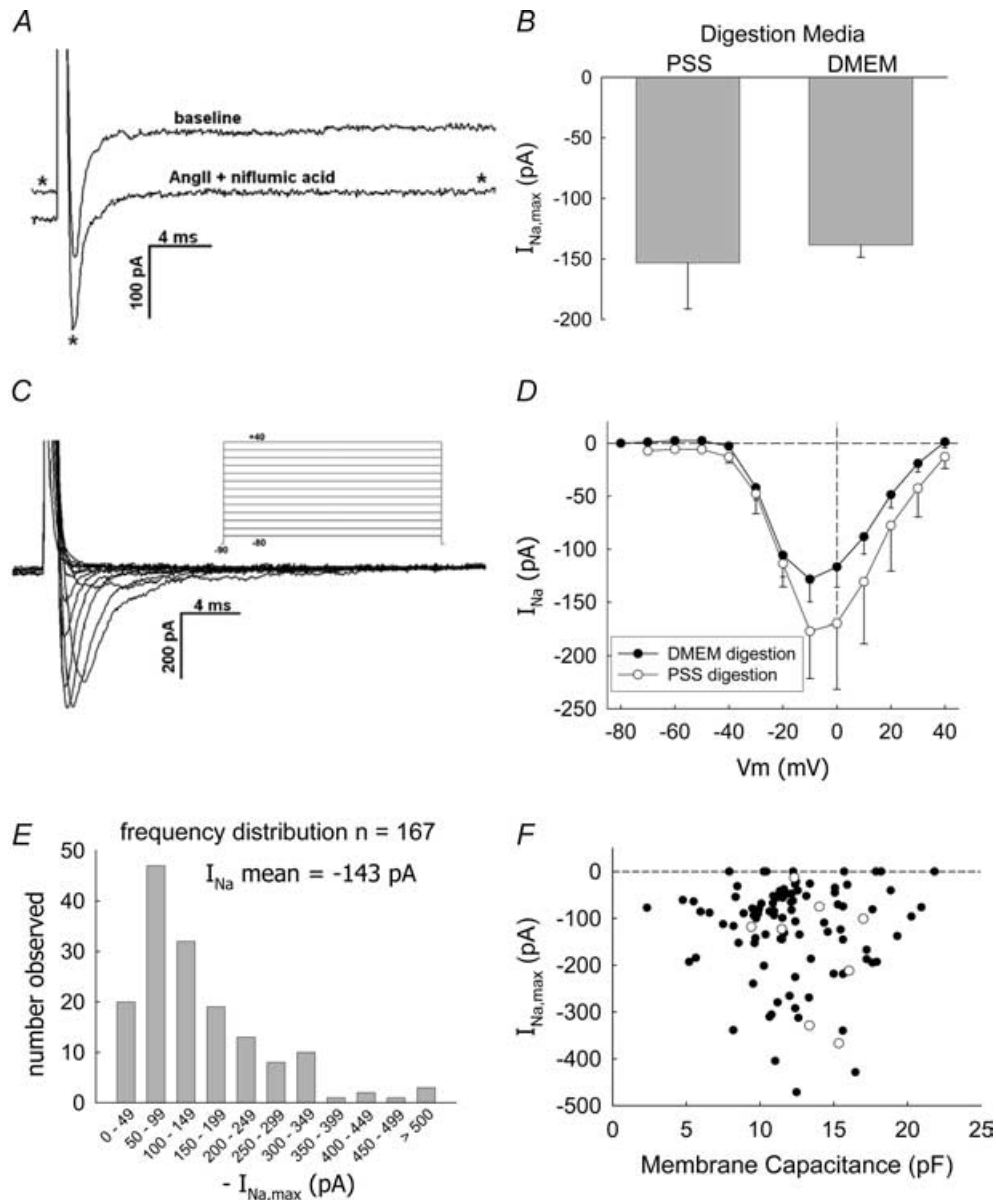 A
baseline
*
AngII + niflumic acid
*
4 ms
100 pA
*
B
Digestion Media
PSS DMEM
0
-50
-100
-150
-200
I Na,max (pA)
C
+40
-90
-80
4 ms
200 pA
D
0
-50
-100
-150
-200
-250
I Na (pA)
DMEM digestion
PSS digestion
-80 -60 -40 -20 0 20 40
Vm (mV)
E
frequency distribution n = 167
I Na mean = -143 pA
50
40
30
20
10
0
number observed
0 - 49
50 - 99
100 - 149
150 - 199
200 - 249
250 - 299
300 - 349
350 - 399
400 - 449
450 - 499
> 500
- I Na,max (pA)
F
0
-100
-200
-300
-400
-500
I Na,max (pA)
0 5 10 15 20 25
Membrane Capacitance (pF)